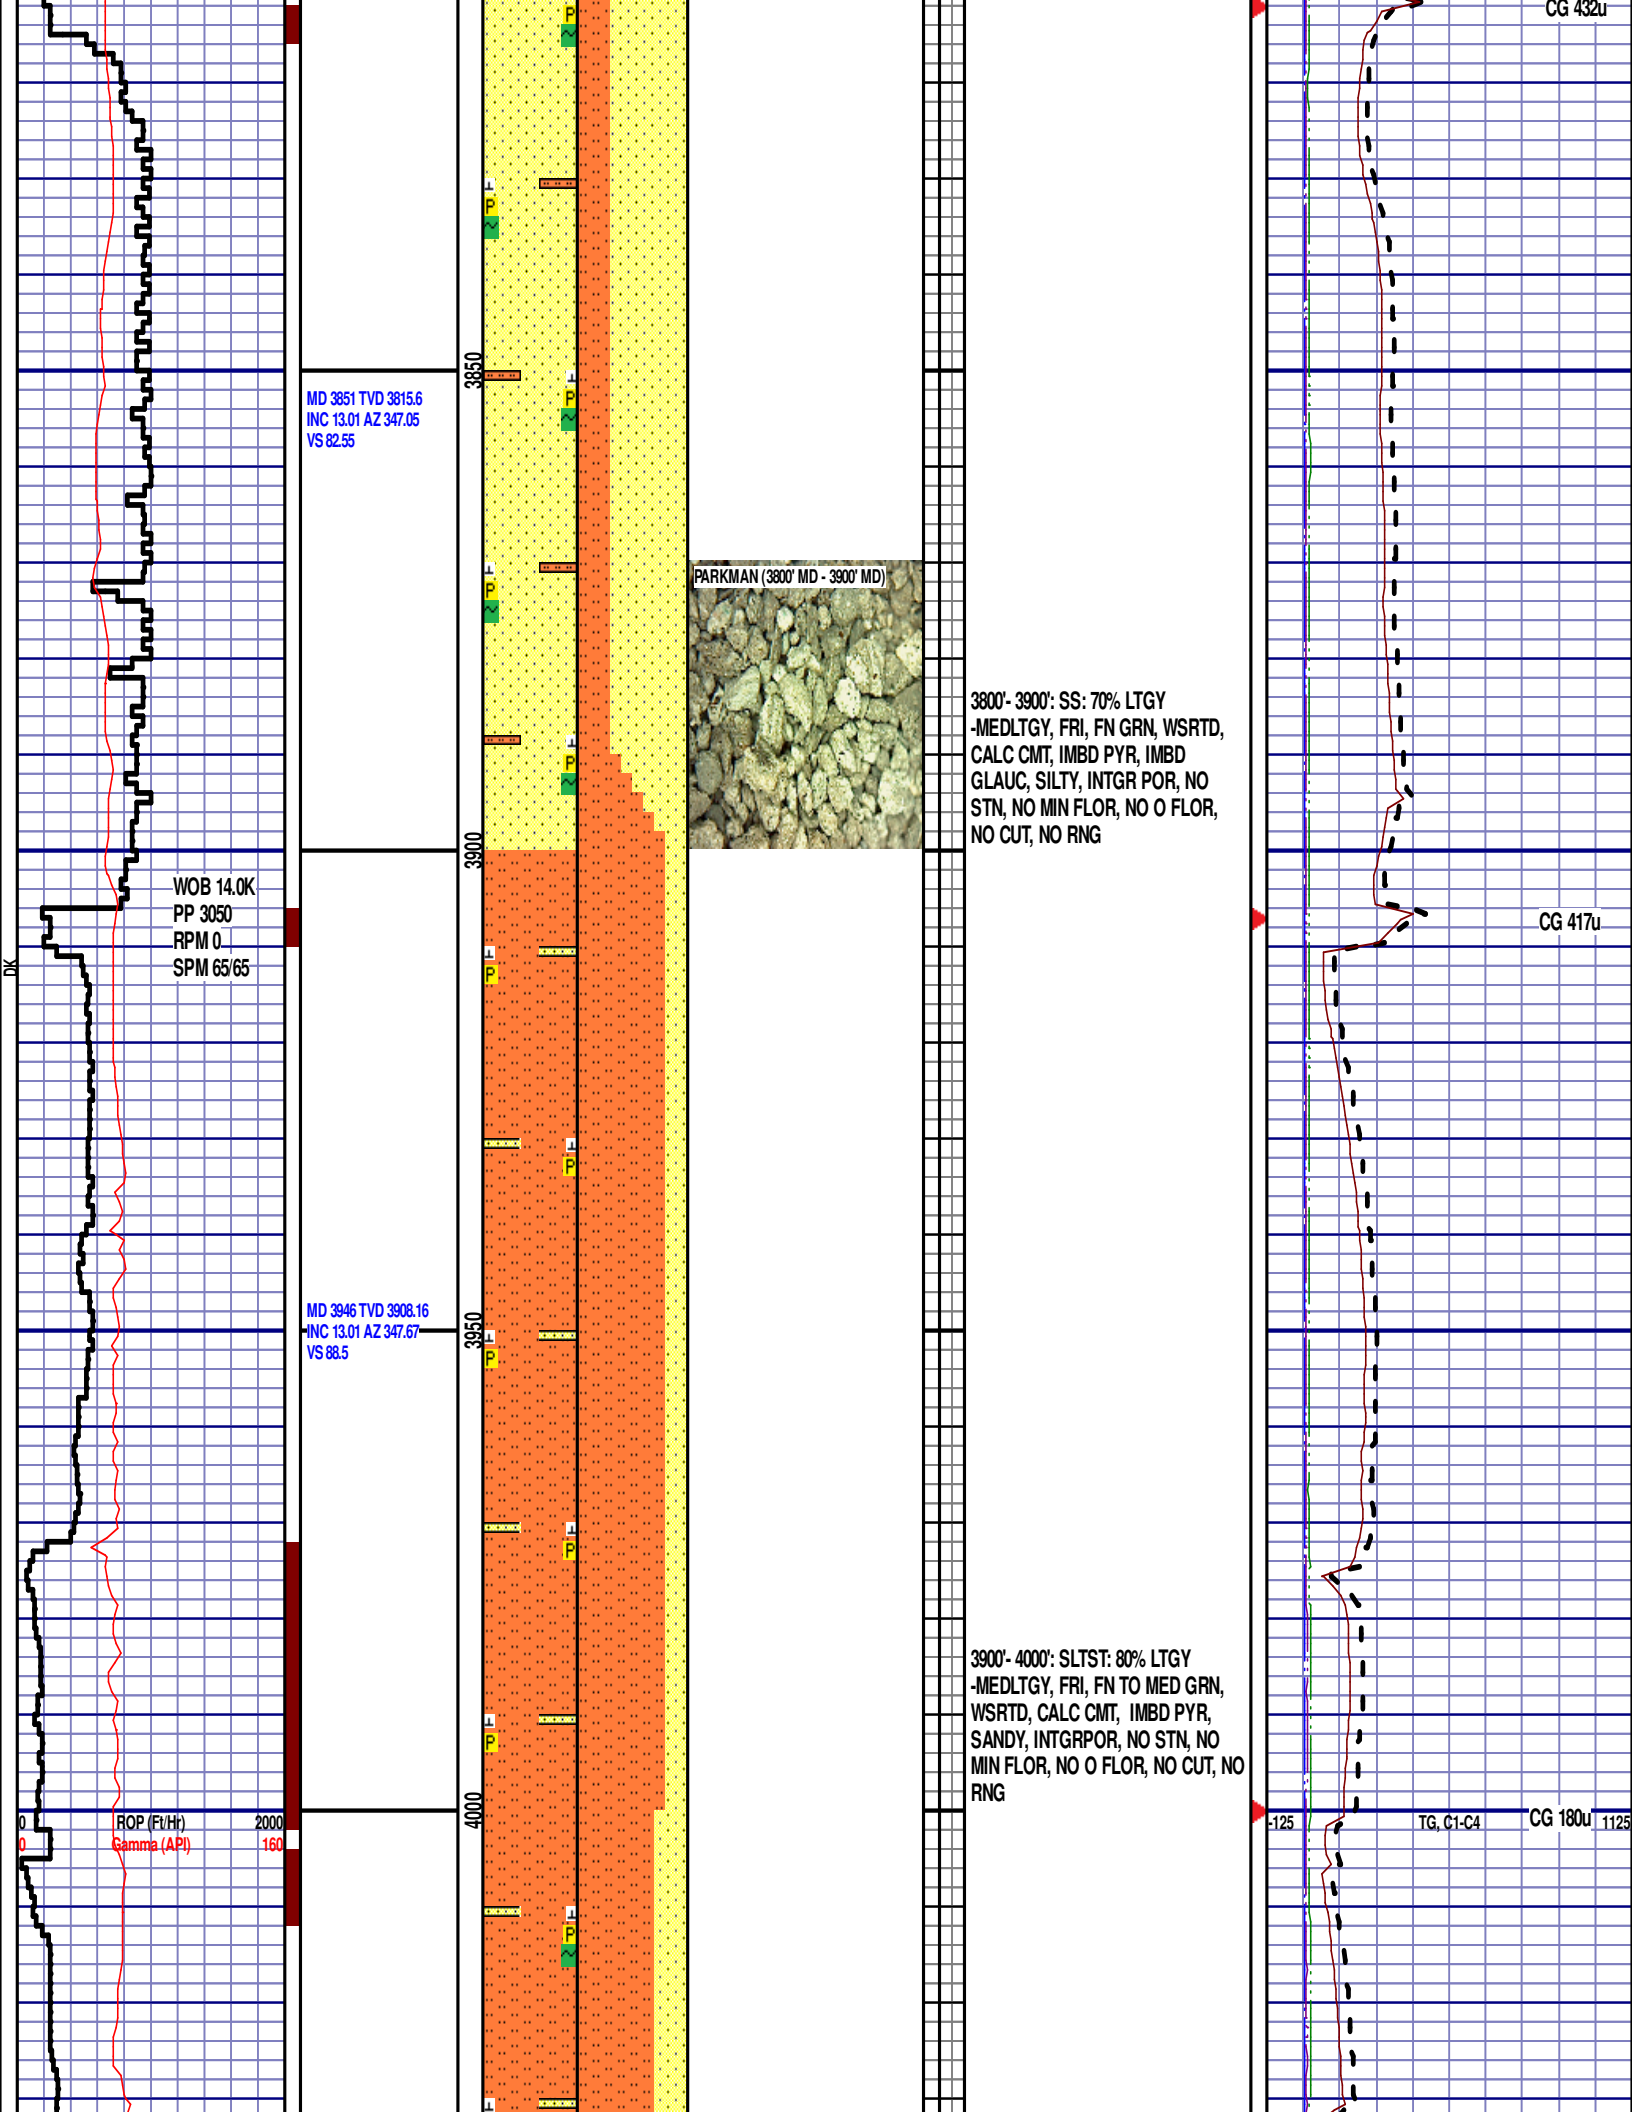 CG 432u
P
P
3850
MD 3851 TVD 3815.6
INC 13.01 AZ 347.05
VS 82.55
P
PARKMAN (3800' MD - 3900' MD)
P
3800'- 3900': SS: 70% LTGY
-MEDLTGY, FRI, FN GRN, WSRTD,
CALC CMT, IMBD PYR, IMBD
GLAUC, SILTY, INTGR POR, NO
STN, NO MIN FLOR, NO O FLOR,
NO CUT, NO RNG
P
3900
WOB 14.0K
PP 3050
RPM 0
SPM 65/65
CG 417u
DK
P
P
MD 3946 TVD 3908.16
INC 13.01 AZ 347.67
VS 88.5
3950
P
P
3900'- 4000': SLTST: 80% LTGY
-MEDLTGY, FRI, FN TO MED GRN,
WSRTD, CALC CMT, IMBD PYR,
SANDY, INTGRPOR, NO STN, NO
MIN FLOR, NO O FLOR, NO CUT, NO
RNG
P
4000
0 ROP (Ft/Hr) 2000
0 Gamma (API) 160
-125 TG, C1-C4 CG 180u 1125
P